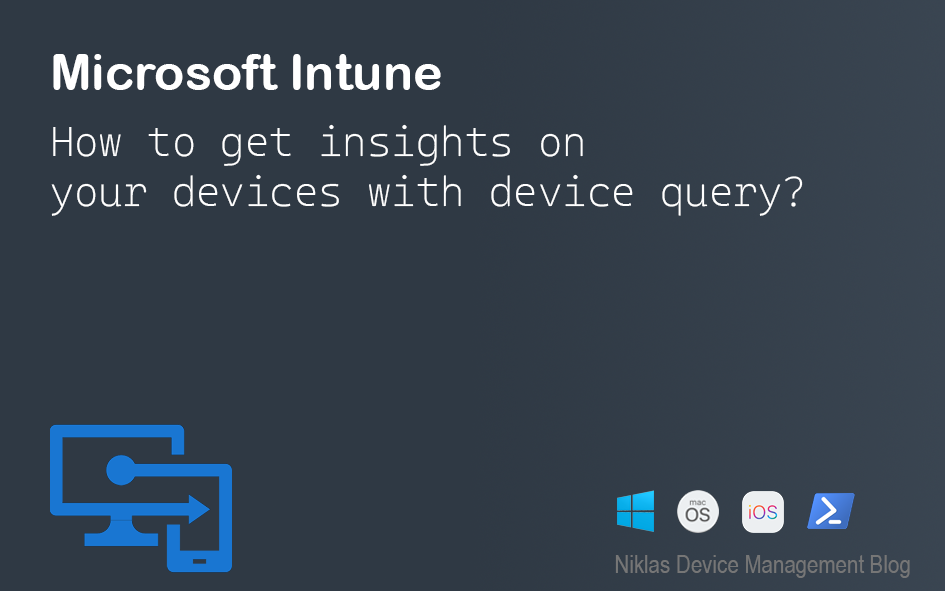 Microsoft Intune
How to get insights on
your devices with device query?
mac
OS
iOS
Niklas Device Management Blog